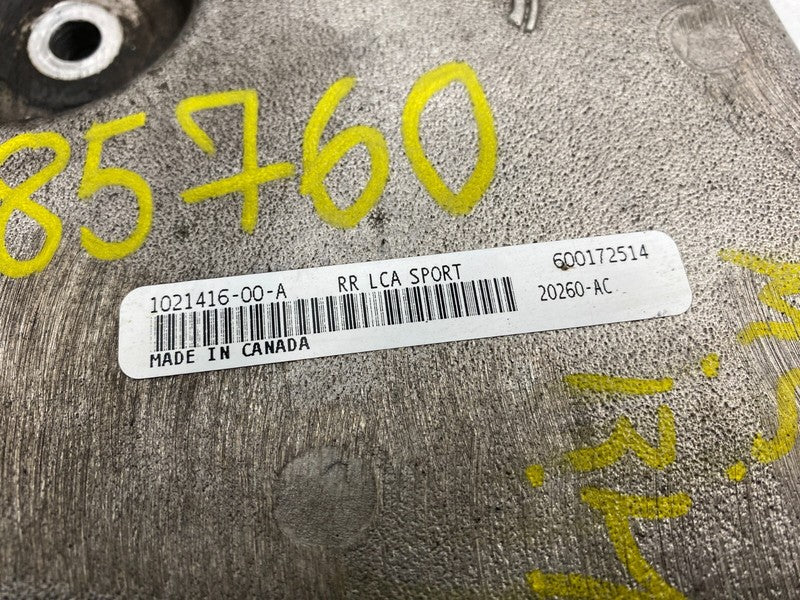 85760
1021416-00-A RR LCA SPORT 600172514
20260-AC
MADE IN CANADA